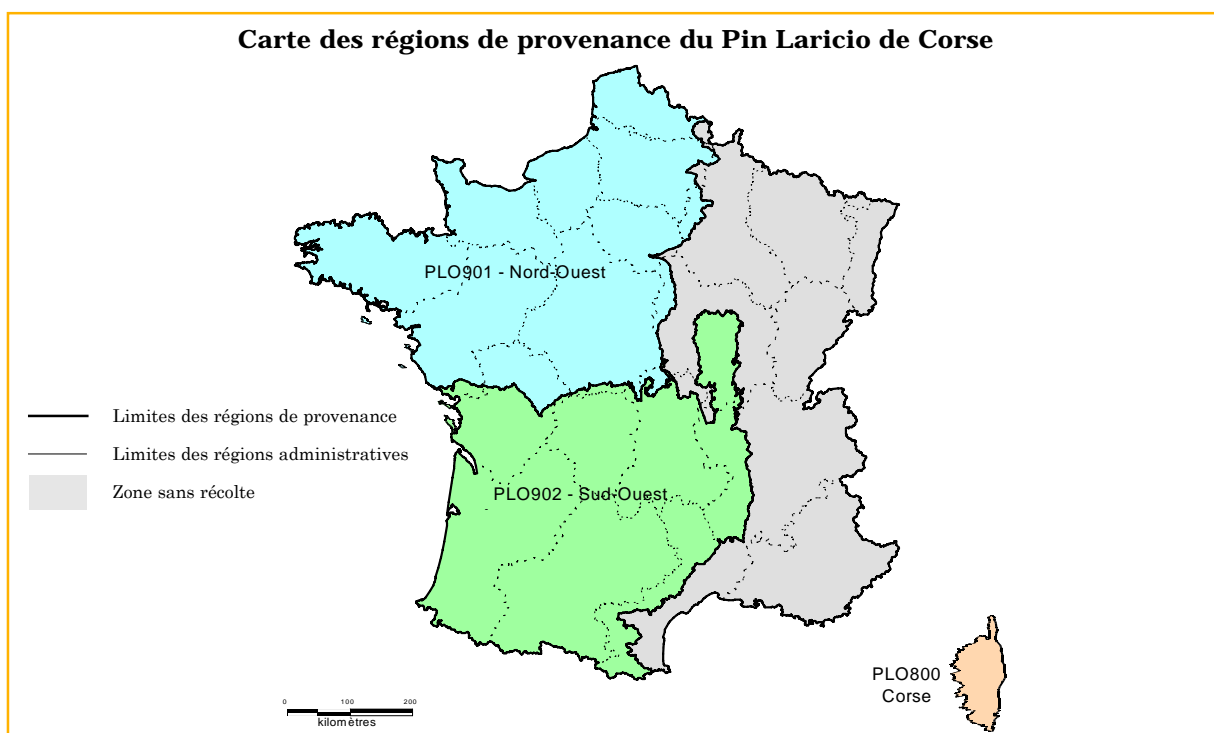 Carte des régions de provenance du Pin Laricio de Corse
PLO901 - Nord-Ouest
Limites des régions de provenance
Limites des régions administratives
Zone sans récolte
PLO902 - Sud-Ouest
PLO800
Corse
0 100 200
kilomètres